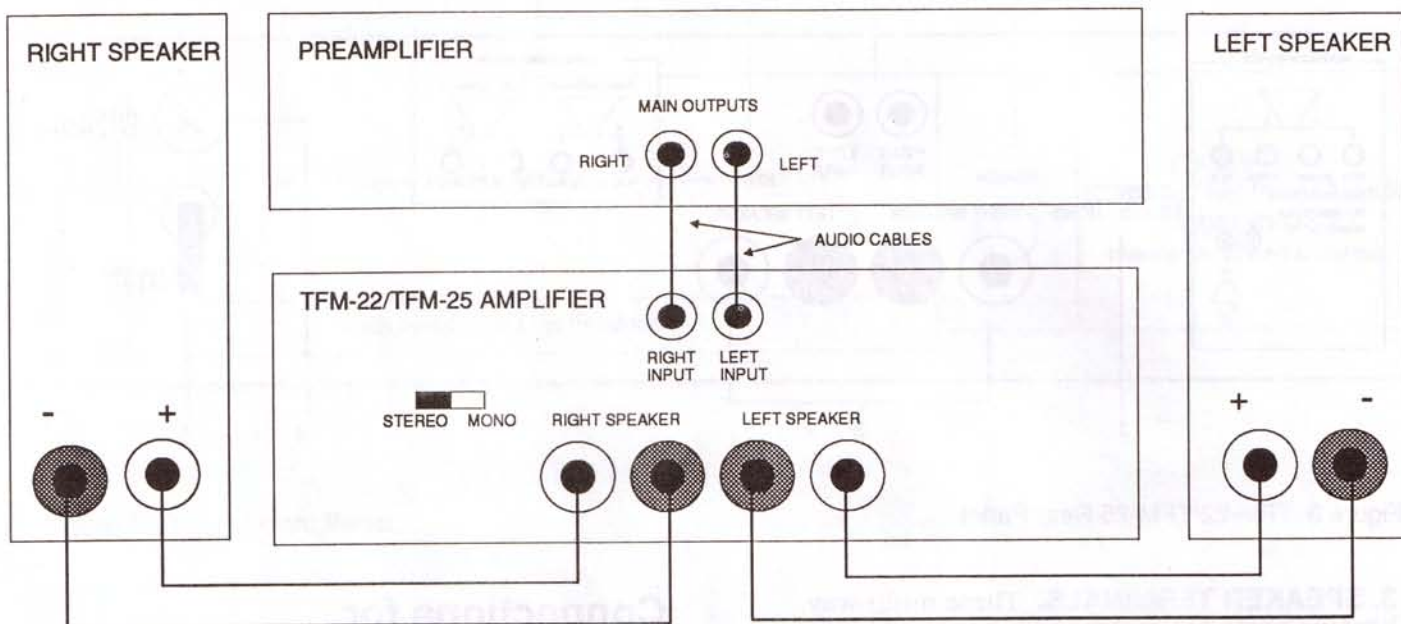 RIGHT SPEAKER
PREAMPLIFIER
LEFT SPEAKER
MAIN OUTPUTS
RIGHT
LEFT
AUDIO CABLES
TFM-22/TFM-25 AMPLIFIER
RIGHT INPUT
LEFT INPUT
STEREO MONO
RIGHT SPEAKER
LEFT SPEAKER
- +
+ -